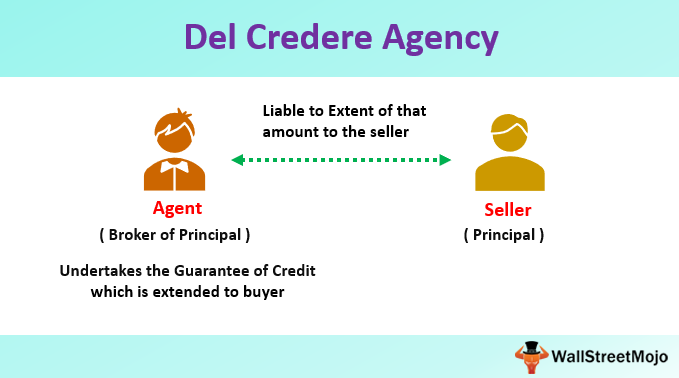 Del Credere Agency
Liable to Extent of that
amount to the seller
Agent
( Broker of Principal )
Undertakes the Guarantee of Credit
which is extended to buyer
Seller
( Principal )
WallStreetMojo